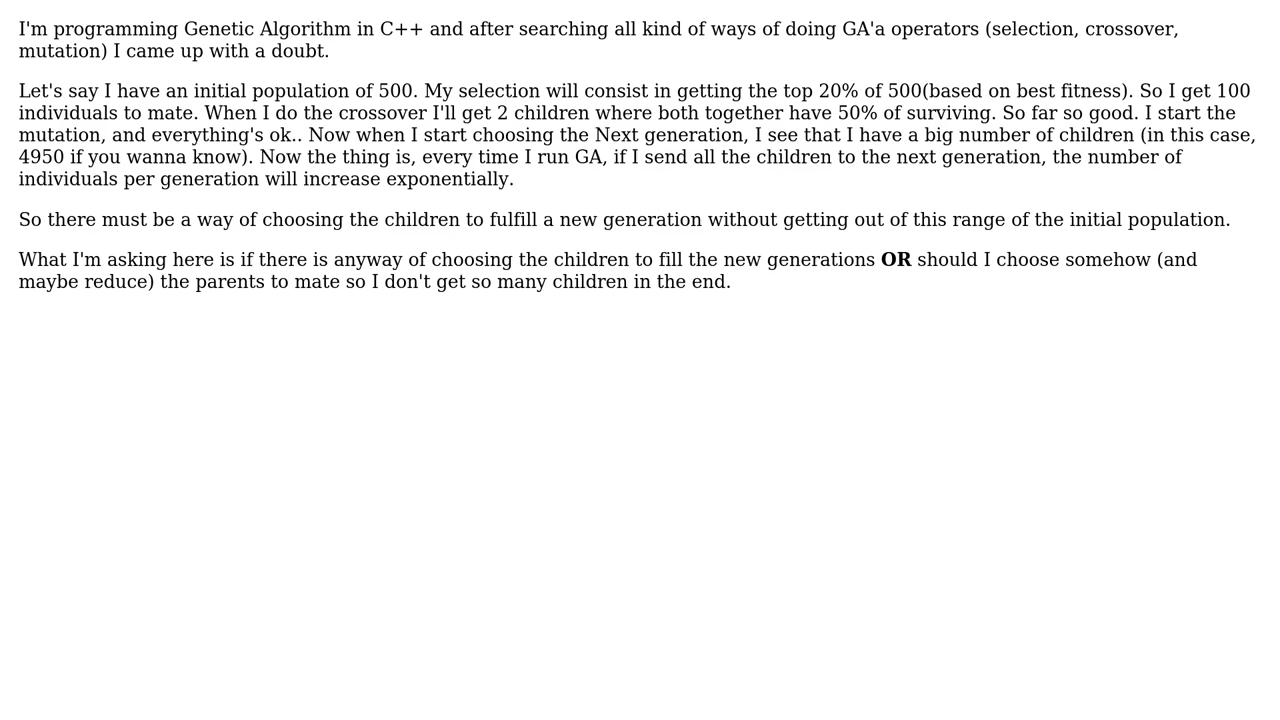 I'm programming Genetic Algorithm in C++ and after searching all kind of ways of doing GA'a operators (selection, crossover,
mutation) I came up with a doubt.
Let's say I have an initial population of 500. My selection will consist in getting the top 20% of 500(based on best fitness). So I get 100
individuals to mate. When I do the crossover I'll get 2 children where both together have 50% of surviving. So far so good. I start the
mutation, and everything's ok.. Now when I start choosing the Next generation, I see that I have a big number of children (in this case,
4950 if you wanna know). Now the thing is, every time I run GA, if I send all the children to the next generation, the number of
individuals per generation will increase exponentially.
So there must be a way of choosing the children to fulfill a new generation without getting out of this range of the initial population.
What I'm asking here is if there is anyway of choosing the children to fill the new generations OR should I choose somehow (and
maybe reduce) the parents to mate so I don't get so many children in the end.